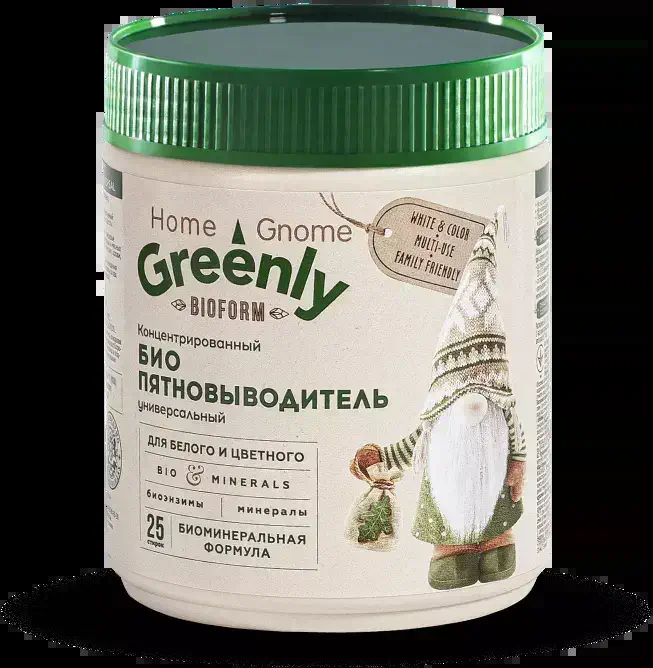 Home Gnome
Greenly
BIOFORM
WHITE & COLOR
MULTI-USE
FAMILY FRIENDLY
Концентрированный
БИО
ПЯТНОВЫВОДИТЕЛЬ
универсальный
ДЛЯ БЕЛОГО И ЦВЕТНОГО
BIO & MINERALS
биоэнзимы | минералы
25 стирок
БИОМИНЕРАЛЬНАЯ
ФОРМУЛА